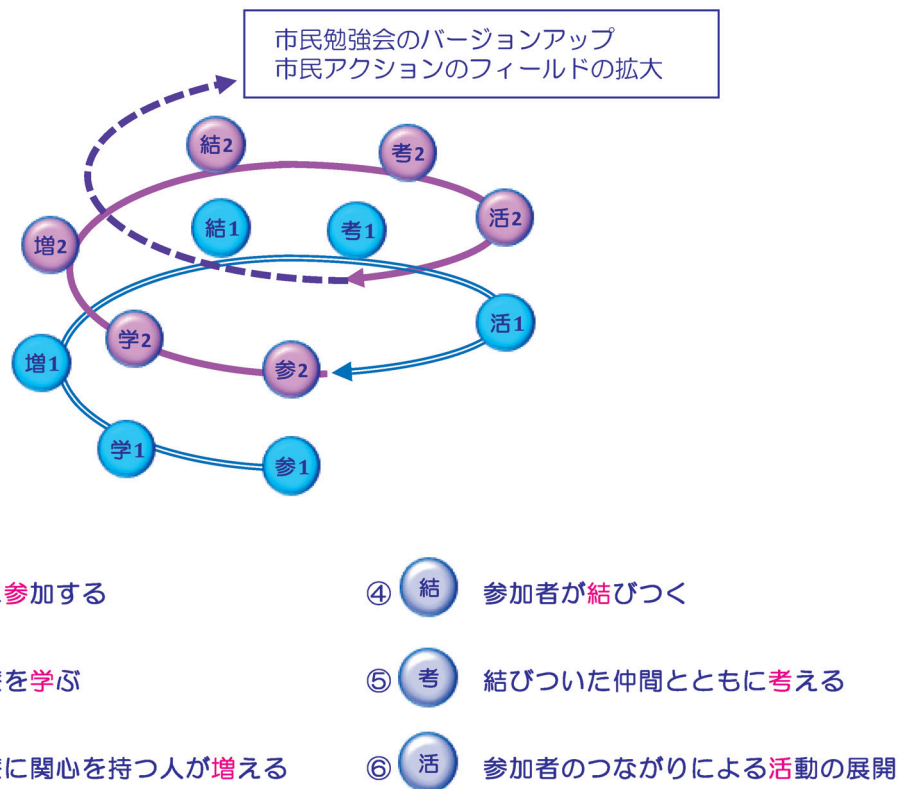 市民勉強会のバージョンアップ
市民アクションのフィールドの拡大
結2
考2
活2
結1
考1
増2
活1
学2
増1
参2
学1
参1
参加する
④ 結 参加者が結びつく
を学ぶ
⑤ 考 結びついた仲間とともに考える
に関心を持つ人が増える
⑥ 活 参加者のつながりによる活動の展開